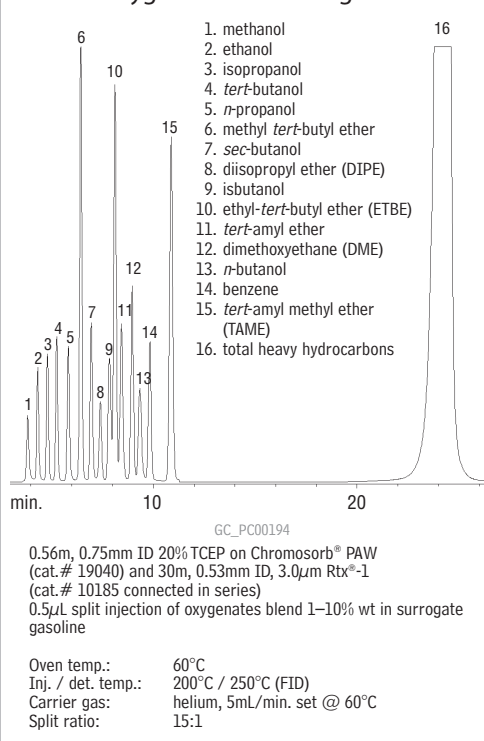 1. methanol
2. ethanol
3. isopropanol
4. tert-butanol
5. n-propanol
6. methyl tert-butyl ether
7. sec-butanol
8. diisopropyl ether (DIPE)
9. isbutanol
10. ethyl-tert-butyl ether (ETBE)
11. tert-amyl ether
12. dimethoxyethane (DME)
13. n-butanol
14. benzene
15. tert-amyl methyl ether
(TAME)
16. total heavy hydrocarbons
1
2
3
4
5
6
7
8
9
10
11
12
13
14
15
16
min. 10 20
GC_PC00194
0.56m, 0.75mm ID 20% TCEP on Chromosorb® PAW
(cat.# 19040) and 30m, 0.53mm ID, 3.0µm Rtx®-1
(cat.# 10185 connected in series)
0.5µL split injection of oxygenates blend 1–10% wt in surrogate
gasoline
Oven temp.: 60°C
Inj. / det. temp.: 200°C / 250°C (FID)
Carrier gas: helium, 5mL/min. set @ 60°C
Split ratio: 15:1